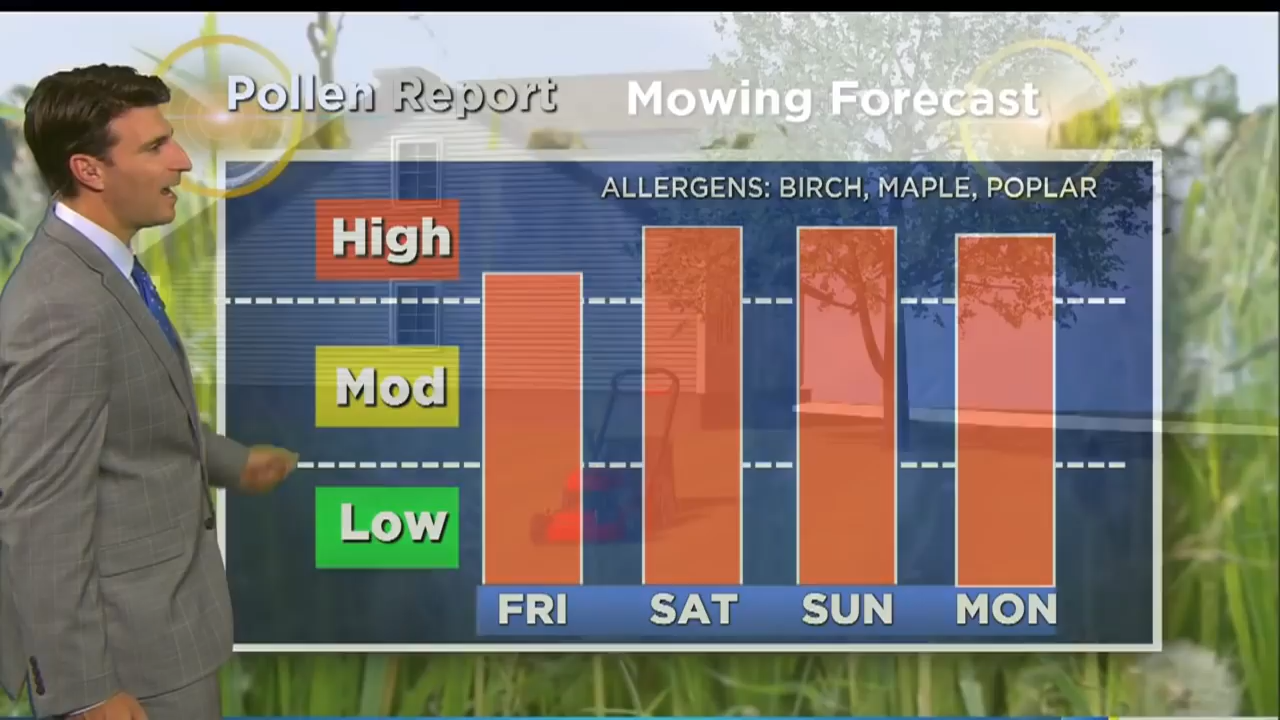 Pollen Report
Mowing Forecast
ALLERGENS: BIRCH, MAPLE, POPLAR
High
Mod
Low
FRI SAT SUN MON